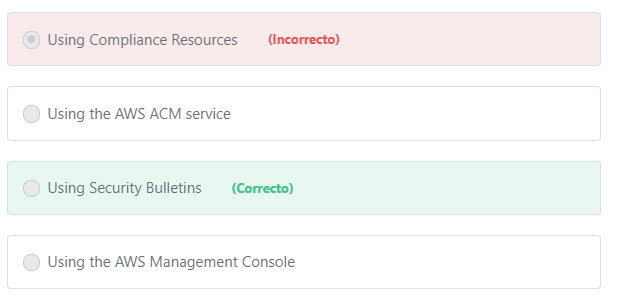 Using Compliance Resources (Incorrecto)
Using the AWS ACM service
Using Security Bulletins (Correcto)
Using the AWS Management Console